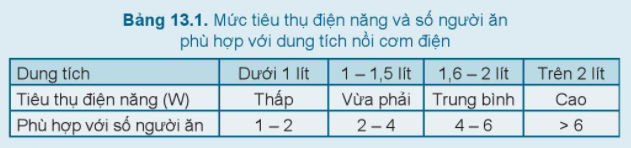 Bảng 13.1. Mức tiêu thụ điện năng và số người ăn
phù hợp với dung tích nồi cơm điện
Dung tích Dưới 1 lít 1 – 1,5 lít 1,6 – 2 lít Trên 2 lít
Tiêu thụ điện năng (W) Thấp Vừa phải Trung bình Cao
Phù hợp với số người ăn 1 – 2 2 – 4 4 – 6 > 6